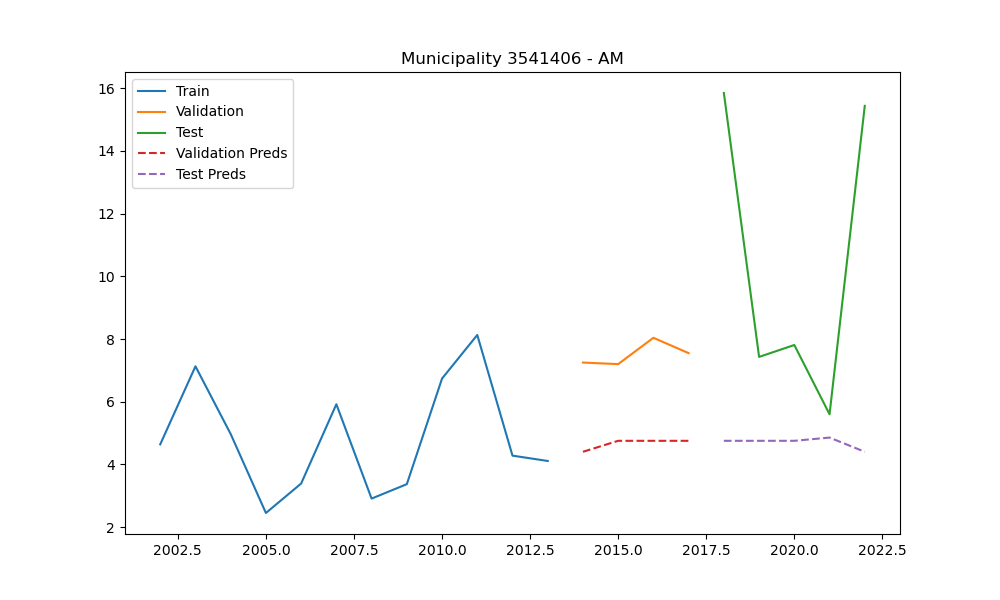 Municipality 3541406 - AM
Train
Validation
Test
Validation Preds
Test Preds
16
14
12
10
8
6
4
2
2002.5 2005.0 2007.5 2010.0 2012.5 2015.0 2017.5 2020.0 2022.5